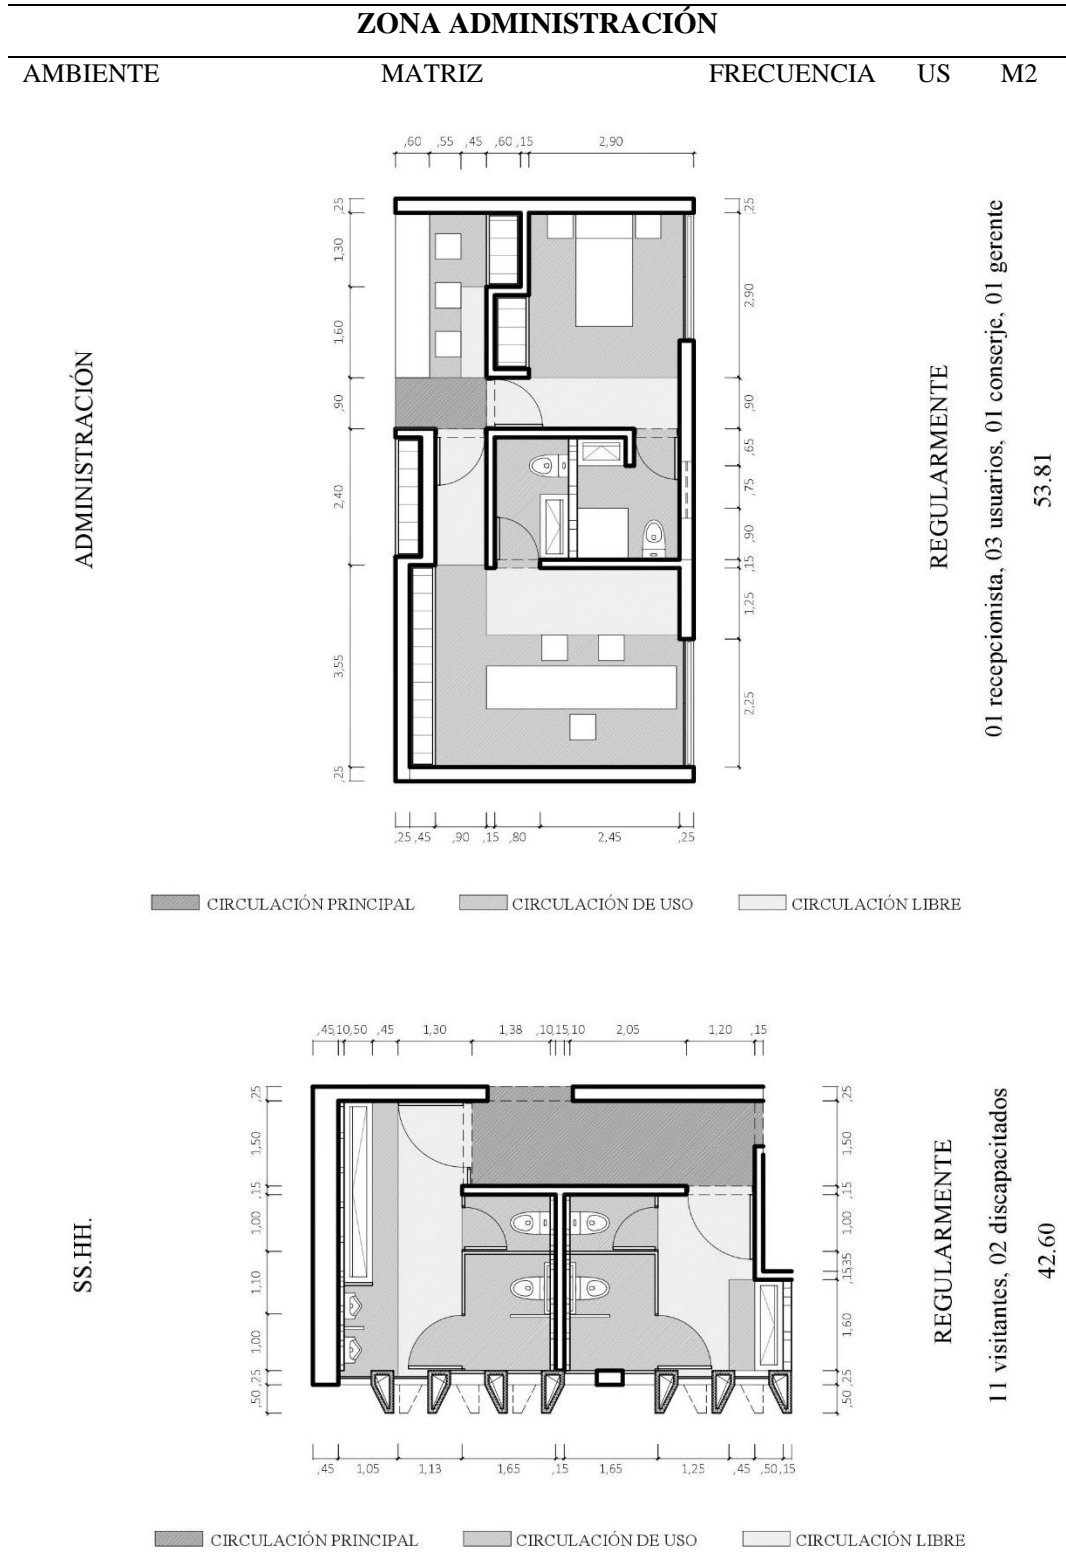 ZONA ADMINISTRACIÓN
AMBIENTE MATRIZ FRECUENCIA US M2
,60 ,55 ,45 ,60 ,15 2,90
,25 1,30 1,60 ,90 2,40 3,55 ,25
,25 2,90 ,90 ,65 ,75 ,90 ,15 1,25 2,25
,25 ,45 ,90 ,15 ,80 2,45 ,25
ADMINISTRACIÓN
REGULARMENTE
01 recepcionista, 03 usuarios, 01 conserje, 01 gerente
53.81
CIRCULACIÓN PRINCIPAL CIRCULACIÓN DE USO CIRCULACIÓN LIBRE
,45 ,10 ,50 ,45 1,30 1,38 ,10 ,15 ,10 2,05 1,20 ,15
,25 1,50 ,15 1,00 1,10 1,00 ,25 ,50
,25 1,50 ,15 1,00 ,35 ,15 1,60 ,25 ,50
,45 1,05 1,13 1,65 ,15 1,65 1,25 ,45 ,50 ,15
SS.HH.
REGULARMENTE
11 visitantes, 02 discapacitados
42.60
CIRCULACIÓN PRINCIPAL CIRCULACIÓN DE USO CIRCULACIÓN LIBRE